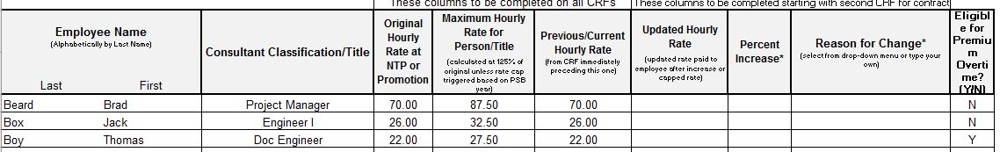 These columns to be completed on all CRFs These columns to be completed starting with second CRF for contract
Employee Name
(Alphabetically by Last Name)
Last First
Consultant Classification/Title
Original
Hourly
Rate at
NTP or
Promotion
Maximum Hourly
Rate for
Person/Title
(calculated at 125% of
original unless rate cap
triggered based on PSB
year)
Previous/Current
Hourly Rate
(from CRF immediately
preceding this one)
Updated Hourly
Rate
(updated rate paid to
employee after increase or
capped rate)
Percent
Increase*
Reason for Change*
(select from drop-down menu or type your
own)
Eligibl
e for
Premiu
m
Overti
me?
(Y/N)
Beard Brad Project Manager 70.00 87.50 70.00 N
Box Jack Engineer I 26.00 32.50 26.00 N
Boy Thomas Doc Engineer 22.00 27.50 22.00 Y